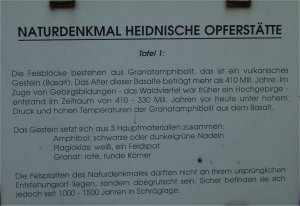 NATURDENKMAL HEIDNISCHE OPFERSTÄTTE
Tafel 1:
Die Felsblöcke bestehen aus Granatamphibolit, das ist ein vulkanisches
Gestein (Basalt). Das Alter dieser Basalte beträgt mehr als 410 Mill. Jahre. Im
Zuge von Gebirgsbildungen - das Waldviertel war früher ein Hochgebirge -
entstand im Zeitraum von 410 - 330 Mill. Jahren vor heute unter hohem
Druck und hohen Temperaturen der Granatamphibolit aus dem Basalt.
Das Gestein setzt sich aus 3 Hauptmaterialien zusammen:
Amphibol: schwarze oder dunkelgrüne Nadeln
Plagioklas: weiß, ein Feldspat
Granat: rote, runde Körner
Die Felsplatten des Naturdenkmales dürften nicht an ihrem ursprünglichen
Entstehungsort liegen, sondern abegrutscht sein. Sicher befinden sie sich
jedoch seit 1000 - 1500 Jahren in Schräglage.